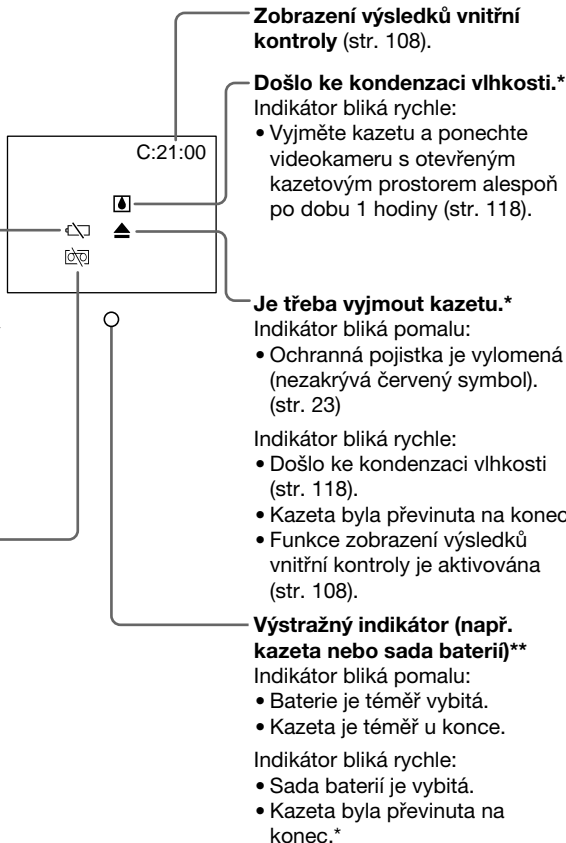 Zobrazení výsledků vnitřní
kontroly (str. 108).
Došlo ke kondenzaci vlhkosti.*
Indikátor bliká rychle:
• Vyjměte kazetu a ponechte
videokameru s otevřeným
kazetovým prostorem alespoň
po dobu 1 hodiny (str. 118).
C:21:00
Je třeba vyjmout kazetu.*
Indikátor bliká pomalu:
• Ochranná pojistka je vylomená
(nezakrývá červený symbol).
(str. 23)
Indikátor bliká rychle:
• Došlo ke kondenzaci vlhkosti
(str. 118).
• Kazeta byla převinuta na konec
• Funkce zobrazení výsledků
vnitřní kontroly je aktivována
(str. 108).
Výstražný indikátor (např.
kazeta nebo sada baterií)**
Indikátor bliká pomalu:
• Baterie je téměř vybitá.
• Kazeta je téměř u konce.
Indikátor bliká rychle:
• Sada baterií je vybitá.
• Kazeta byla převinuta na
konec.*